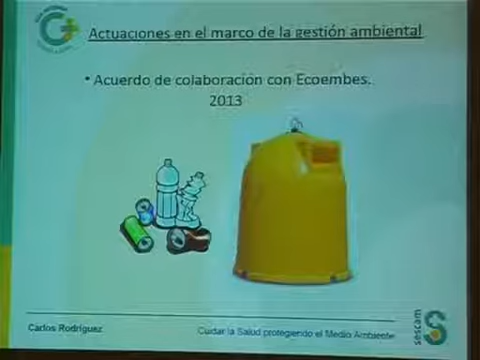 Actuaciones en el marco de la gestión ambiental
• Acuerdo de colaboración con Ecoembes.
2013
Carlos Rodríguez
Cuidar la Salud protegiendo el Medio Ambiente
sescam